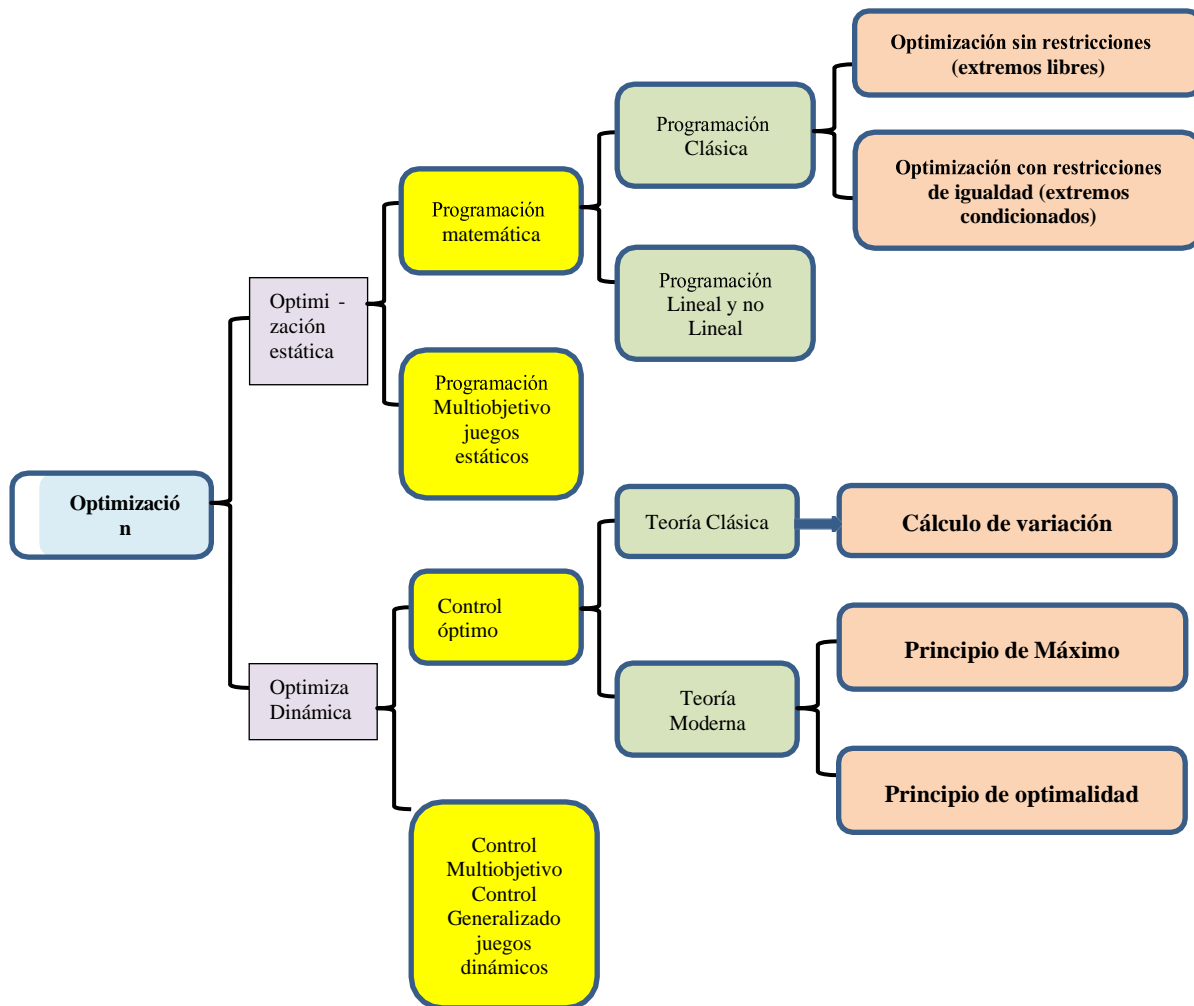 Optimización sin restricciones
(extremos libres)
Programación
Clásica
Optimización con restricciones
de igualdad (extremos
condicionados)
Programación
matemática
Programación
Lineal y no
Lineal
Optimi -
zación
estática
Programación
Multiobjetivo
juegos
estáticos
Optimizació
n
Teoría Clásica
Cálculo de variación
Control
óptimo
Principio de Máximo
Optimiza
Dinámica
Teoría
Moderna
Principio de optimalidad
Control
Multiobjetivo
Control
Generalizado
juegos
dinámicos